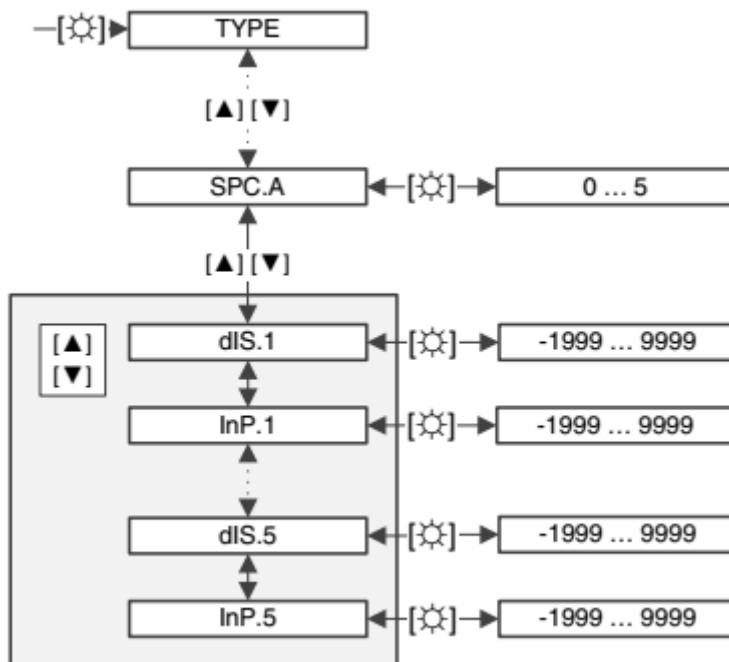 [☼] TYPE
[▲] [▼]
SPC.A [☼] 0 ... 5
[▲] [▼]
[▲] dIS.1 [☼] -1999 ... 9999
[▼]
InP.1 [☼] -1999 ... 9999
dIS.5 [☼] -1999 ... 9999
InP.5 [☼] -1999 ... 9999